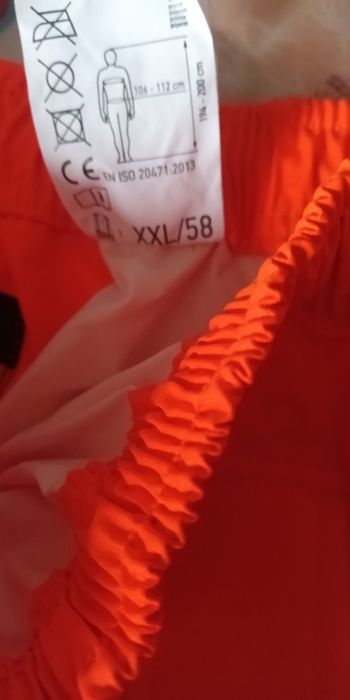 106 - 112 cm
194 - 200 cm
CE EN ISO 20471:2013
XXL/58